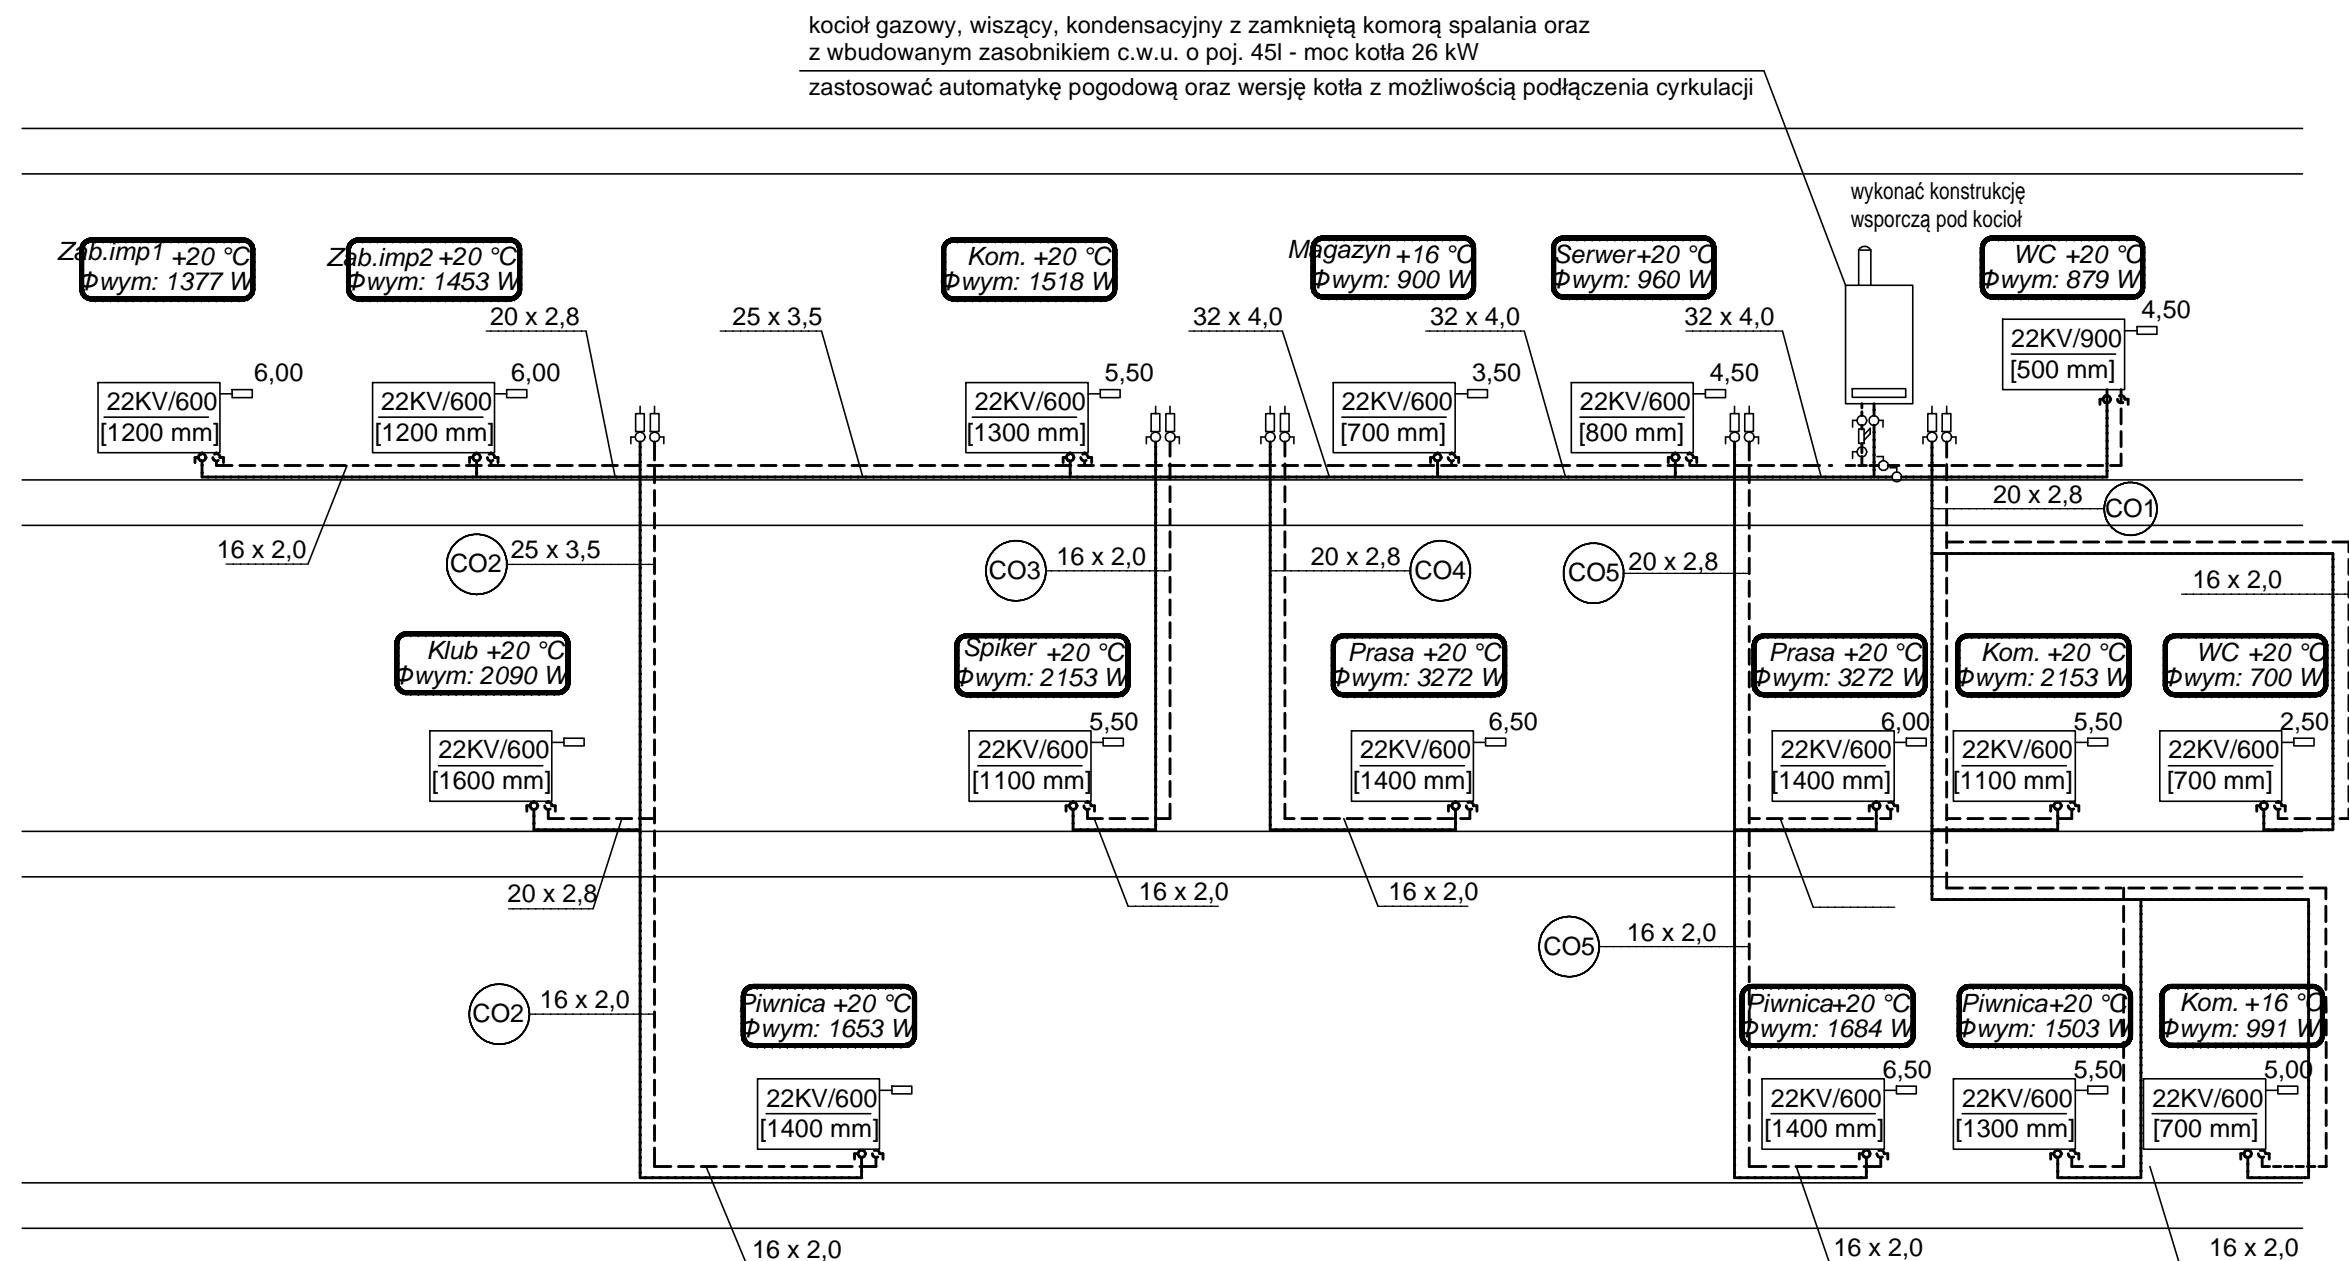 kocioł gazowy, wiszący, kondensacyjny z zamkniętą komorą spalania oraz
z wbudowanym zasobnikiem c.w.u. o poj. 45l - moc kotła 26 kW
zastosować automatykę pogodową oraz wersję kotła z możliwością podłączenia cyrkulacji
wykonać konstrukcję
wsporczą pod kocioł
Zab.imp1 +20 °C
Φwym: 1377 W
Zab.imp2 +20 °C
Φwym: 1453 W
Kom. +20 °C
Φwym: 1518 W
Magazyn +16 °C
Φwym: 900 W
Serwer +20 °C
Φwym: 960 W
WC +20 °C
Φwym: 879 W
20 x 2,8
25 x 3,5
32 x 4,0
32 x 4,0
32 x 4,0
4,50
22KV/900
[500 mm]
6,00
22KV/600
[1200 mm]
6,00
22KV/600
[1200 mm]
5,50
22KV/600
[1300 mm]
3,50
22KV/600
[700 mm]
4,50
22KV/600
[800 mm]
20 x 2,8
CO1
16 x 2,0
CO2
25 x 3,5
CO3
16 x 2,0
20 x 2,8
CO4
CO5
20 x 2,8
16 x 2,0
Klub +20 °C
Φwym: 2090 W
Spiker +20 °C
Φwym: 2153 W
Prasa +20 °C
Φwym: 3272 W
Prasa +20 °C
Φwym: 3272 W
Kom. +20 °C
Φwym: 2153 W
WC +20 °C
Φwym: 700 W
22KV/600
[1600 mm]
5,50
22KV/600
[1100 mm]
6,50
22KV/600
[1400 mm]
6,00
22KV/600
[1400 mm]
5,50
22KV/600
[1100 mm]
2,50
22KV/600
[700 mm]
20 x 2,8
16 x 2,0
16 x 2,0
CO5
16 x 2,0
CO2
16 x 2,0
Piwnica +20 °C
Φwym: 1653 W
Piwnica +20 °C
Φwym: 1684 W
Piwnica +20 °C
Φwym: 1503 W
Kom. +16 °C
Φwym: 991 W
22KV/600
[1400 mm]
6,50
22KV/600
[1400 mm]
5,50
22KV/600
[1300 mm]
5,00
22KV/600
[700 mm]
16 x 2,0
16 x 2,0
16 x 2,0